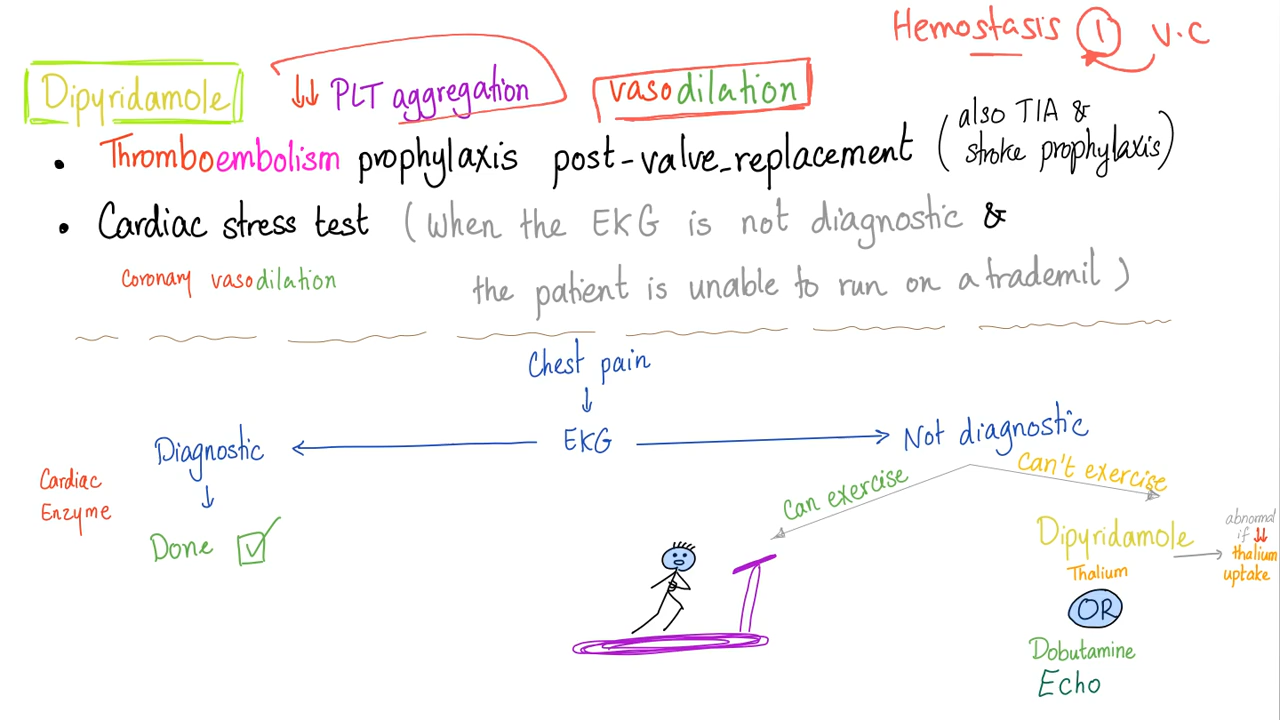 Hemostasis ① V.C
Dipyridamole ↓↓ PLT aggregation vasodilation
• Thromboembolism prophylaxis post-valve_replacement (also TIA &
stroke prophylaxis)
• Cardiac stress test (when the EKG is not diagnostic &
the patient is unable to run on a trademil)
Coronary vasodilation
Chest pain
↓
Diagnostic ← EKG → Not diagnostic
Can exercise
Can't exercise
Cardiac
Enzyme
↓
Done ☑
Dipyridamole →
Thalium
abnormal
if ↓↓
thalium
uptake
OR
Dobutamine
Echo